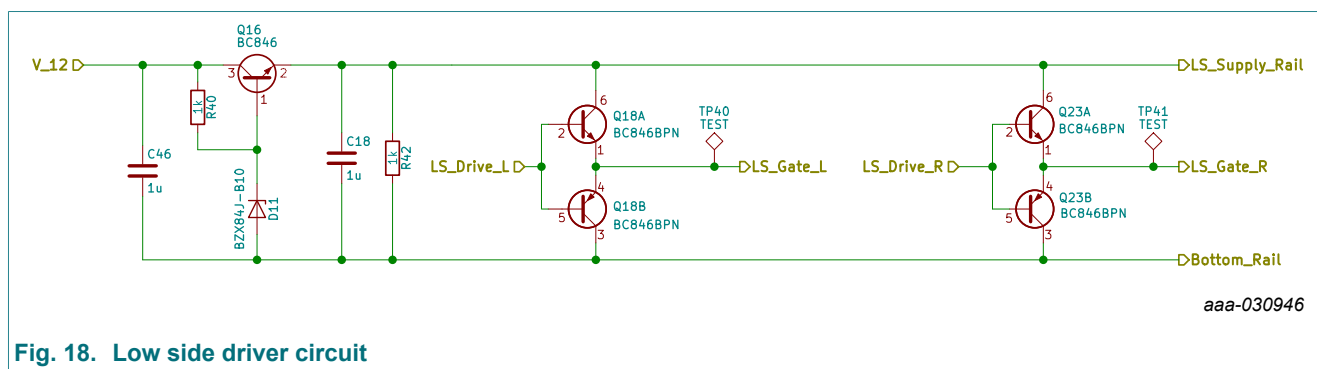 Q16
BC846
V_12
3
2
1
R40
1k
C46
1u
BZX84J-B10
D11
C18
1u
R42
1k
LS_Drive_L
2
6
1
Q18A
BC846BPN
5
4
3
Q18B
BC846BPN
TP40
TEST
LS_Gate_L
LS_Drive_R
2
6
1
Q23A
BC846BPN
5
4
3
Q23B
BC846BPN
TP41
TEST
LS_Supply_Rail
LS_Gate_R
Bottom_Rail
aaa-030946
Fig. 18. Low side driver circuit